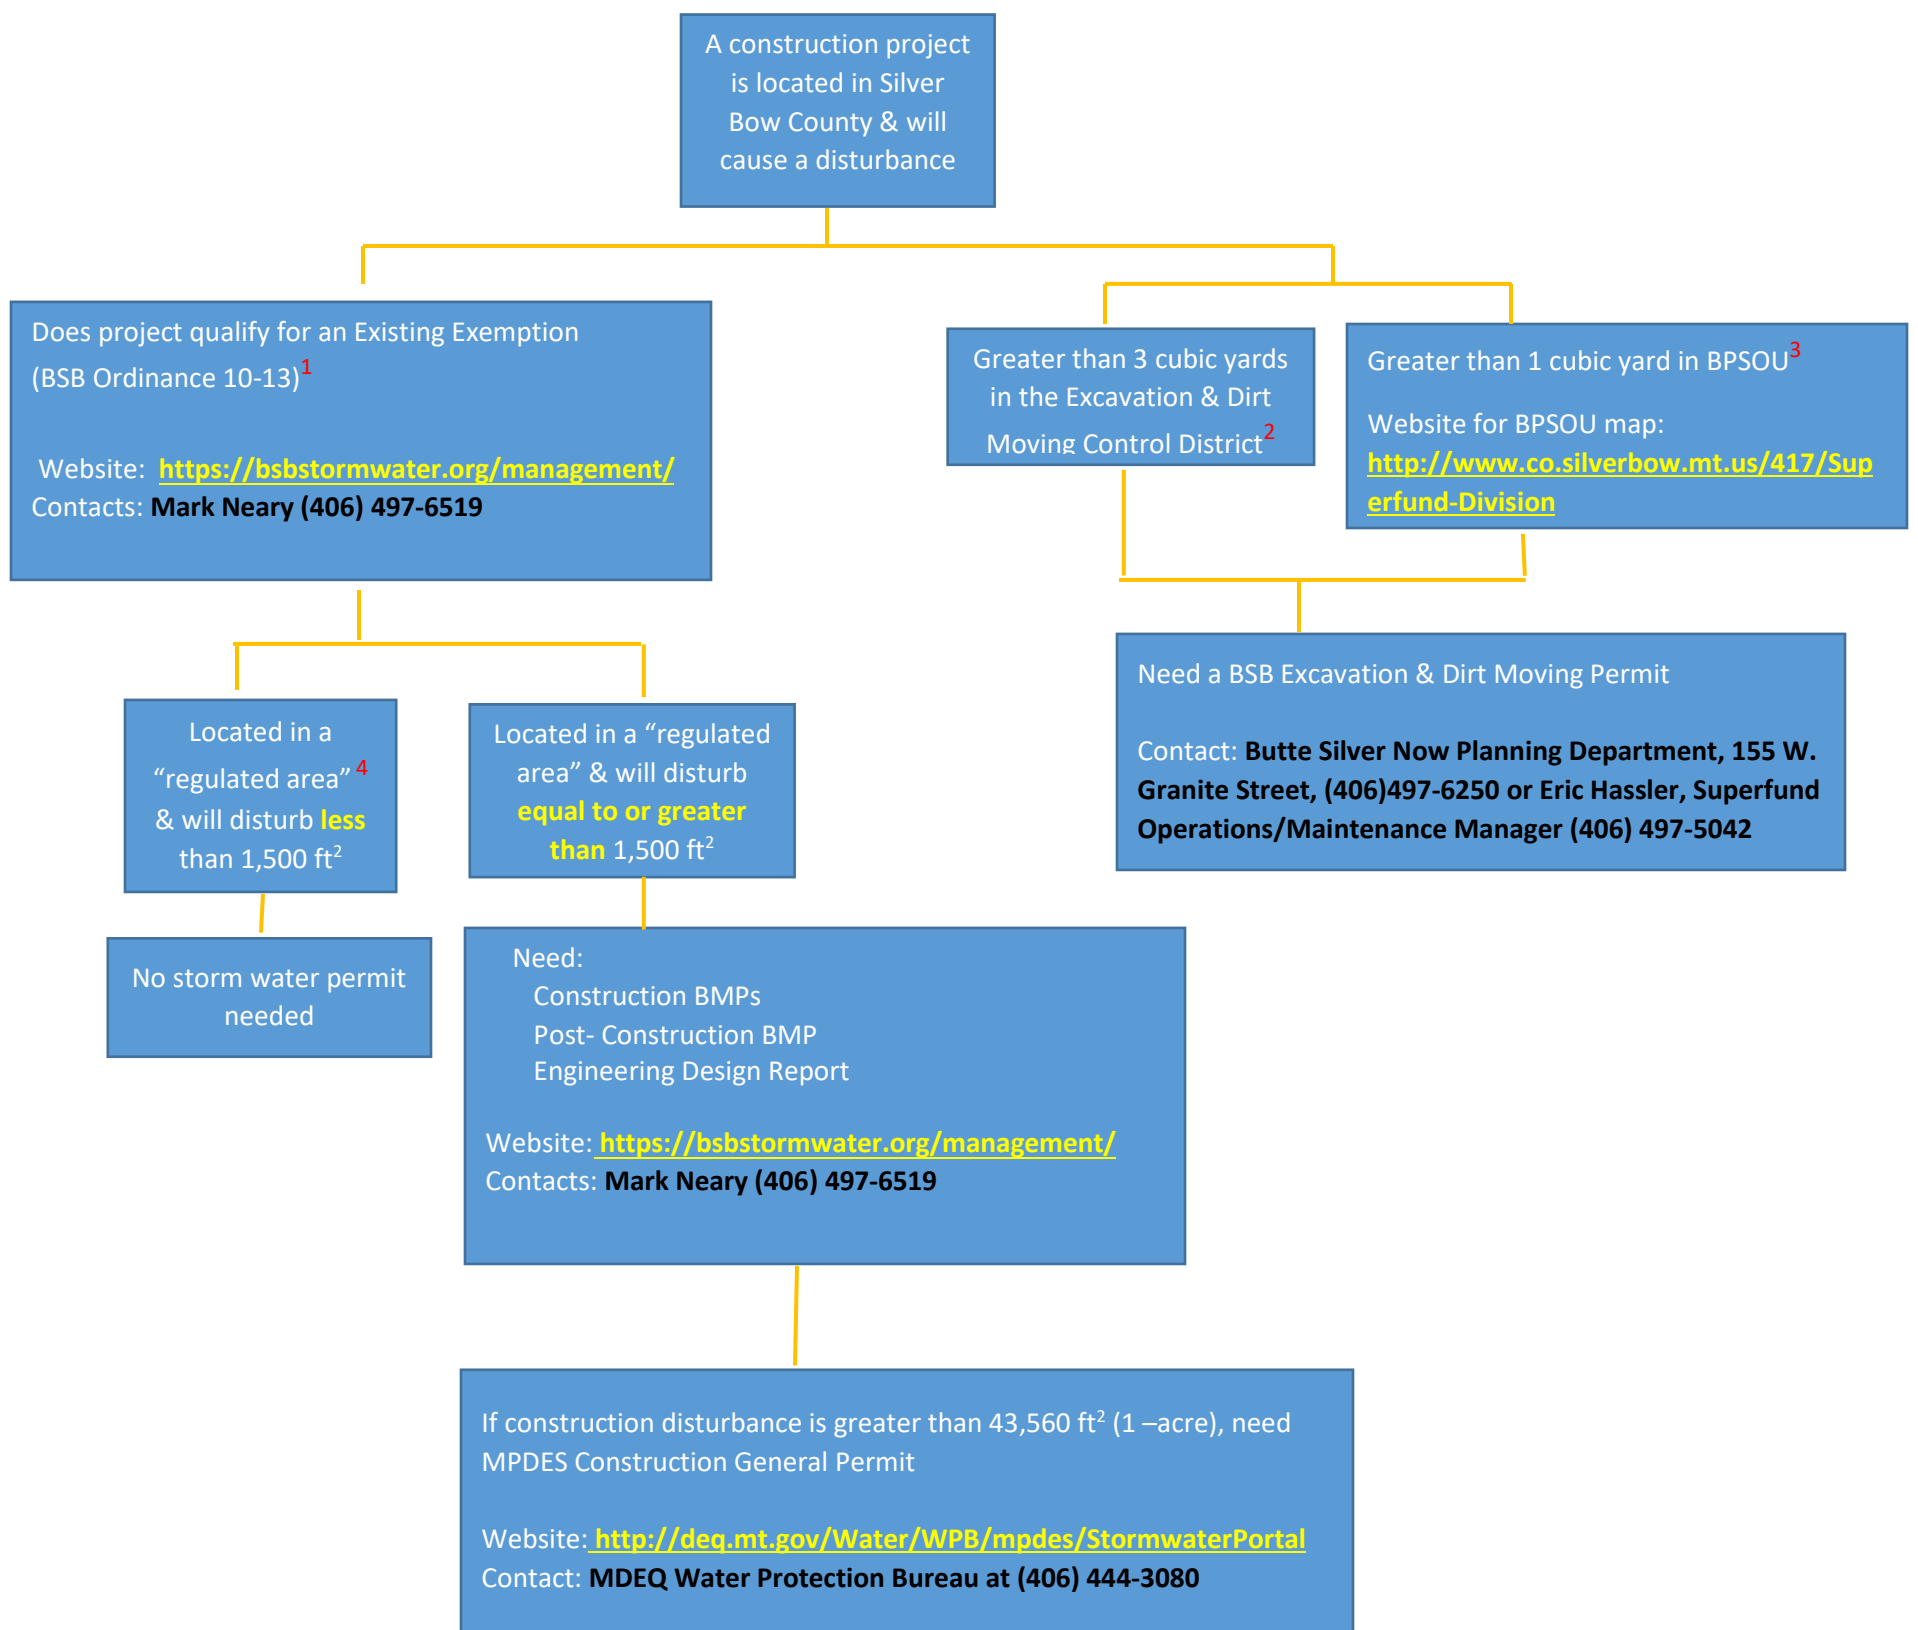 A construction project
is located in Silver
Bow County & will
cause a disturbance
Does project qualify for an Existing Exemption
(BSB Ordinance 10-13)1
Website: https://bsbstormwater.org/management/
Contacts: Mark Neary (406) 497-6519
Greater than 3 cubic yards
in the Excavation & Dirt
Moving Control District2
Greater than 1 cubic yard in BPSOU3
Website for BPSOU map:
http://www.co.silverbow.mt.us/417/Sup
erfund-Division
Need a BSB Excavation & Dirt Moving Permit
Contact: Butte Silver Now Planning Department, 155 W.
Granite Street, (406)497-6250 or Eric Hassler, Superfund
Operations/Maintenance Manager (406) 497-5042
Located in a
“regulated area” 4
& will disturb less
than 1,500 ft2
Located in a “regulated
area” & will disturb
equal to or greater
than 1,500 ft2
No storm water permit
needed
Need:
Construction BMPs
Post- Construction BMP
Engineering Design Report
Website: https://bsbstormwater.org/management/
Contacts: Mark Neary (406) 497-6519
If construction disturbance is greater than 43,560 ft2 (1 –acre), need
MPDES Construction General Permit
Website: http://deq.mt.gov/Water/WPB/mpdes/StormwaterPortal
Contact: MDEQ Water Protection Bureau at (406) 444-3080